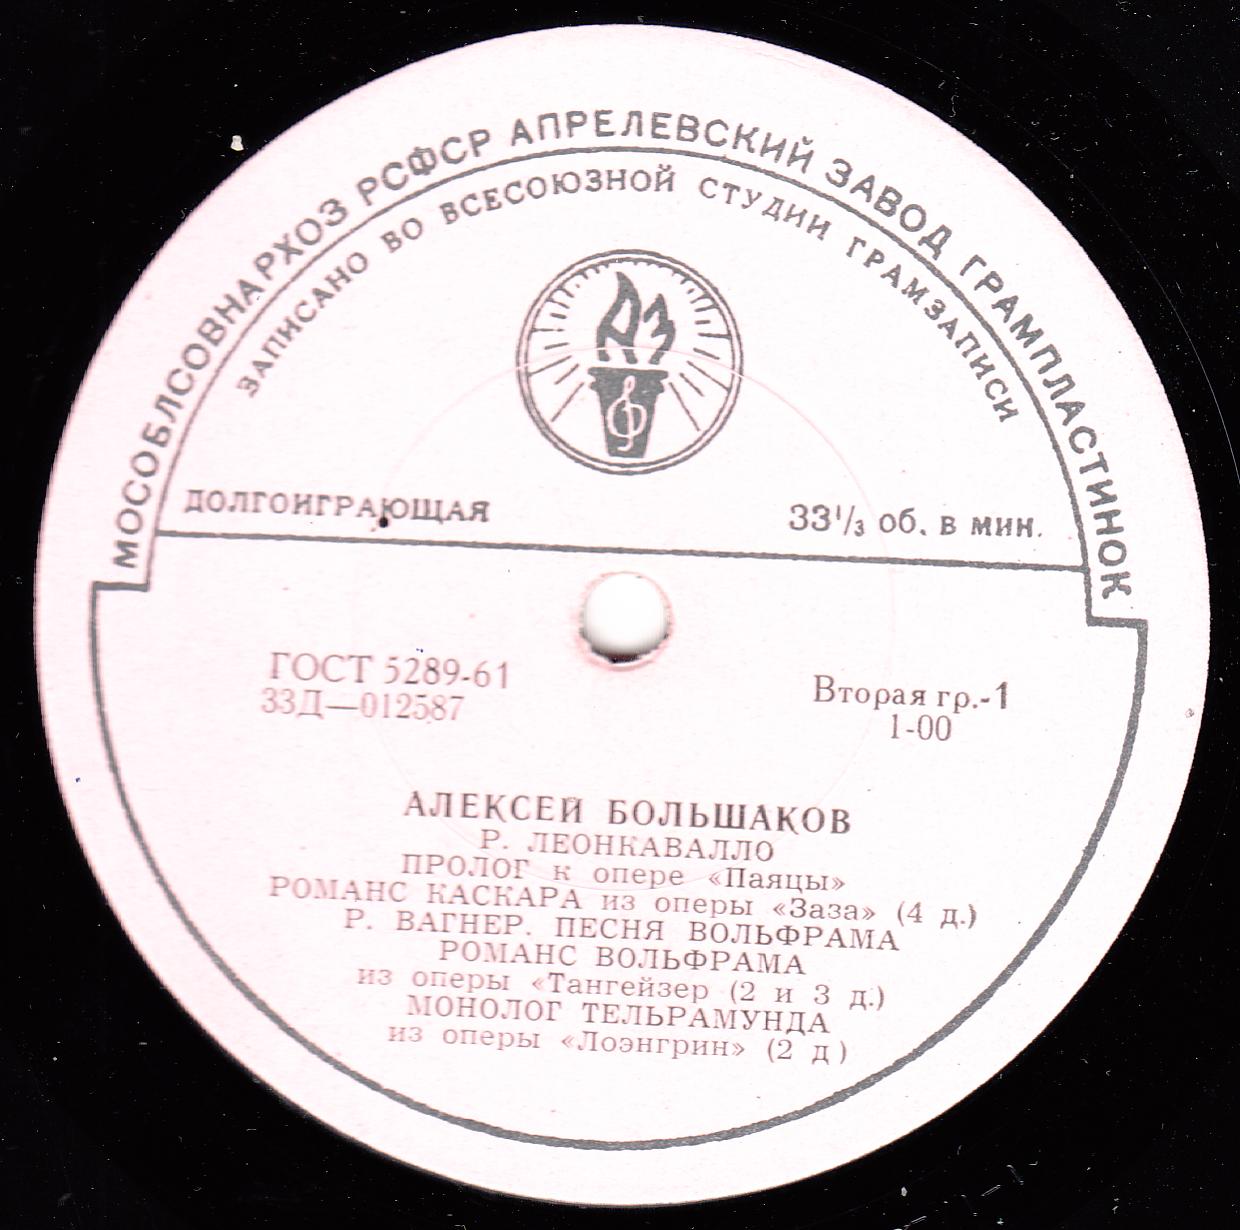 МОСОБЛСОВНАРХОЗ РСФСР АПРЕЛЕВСКИЙ ЗАВОД ГРАМПЛАСТИНОК
ЗАПИСАНО ВО ВСЕСОЮЗНОЙ СТУДИИ ГРАМЗАПИСИ
АЗ
ДОЛГОИГРАЮЩАЯ
33⅓ об. в мин.
ГОСТ 5289-61
33Д—012587
Вторая гр.-1
1-00
АЛЕКСЕЙ БОЛЬШАКОВ
Р. ЛЕОНКАВАЛЛО
ПРОЛОГ к опере «Паяцы»
РОМАНС КАСКАРА из оперы «Заза» (4 д.)
Р. ВАГНЕР. ПЕСНЯ ВОЛЬФРАМА
РОМАНС ВОЛЬФРАМА
из оперы «Тангейзер (2 и 3 д.)
МОНОЛОГ ТЕЛЬРАМУНДА
из оперы «Лоэнгрин» (2 д)